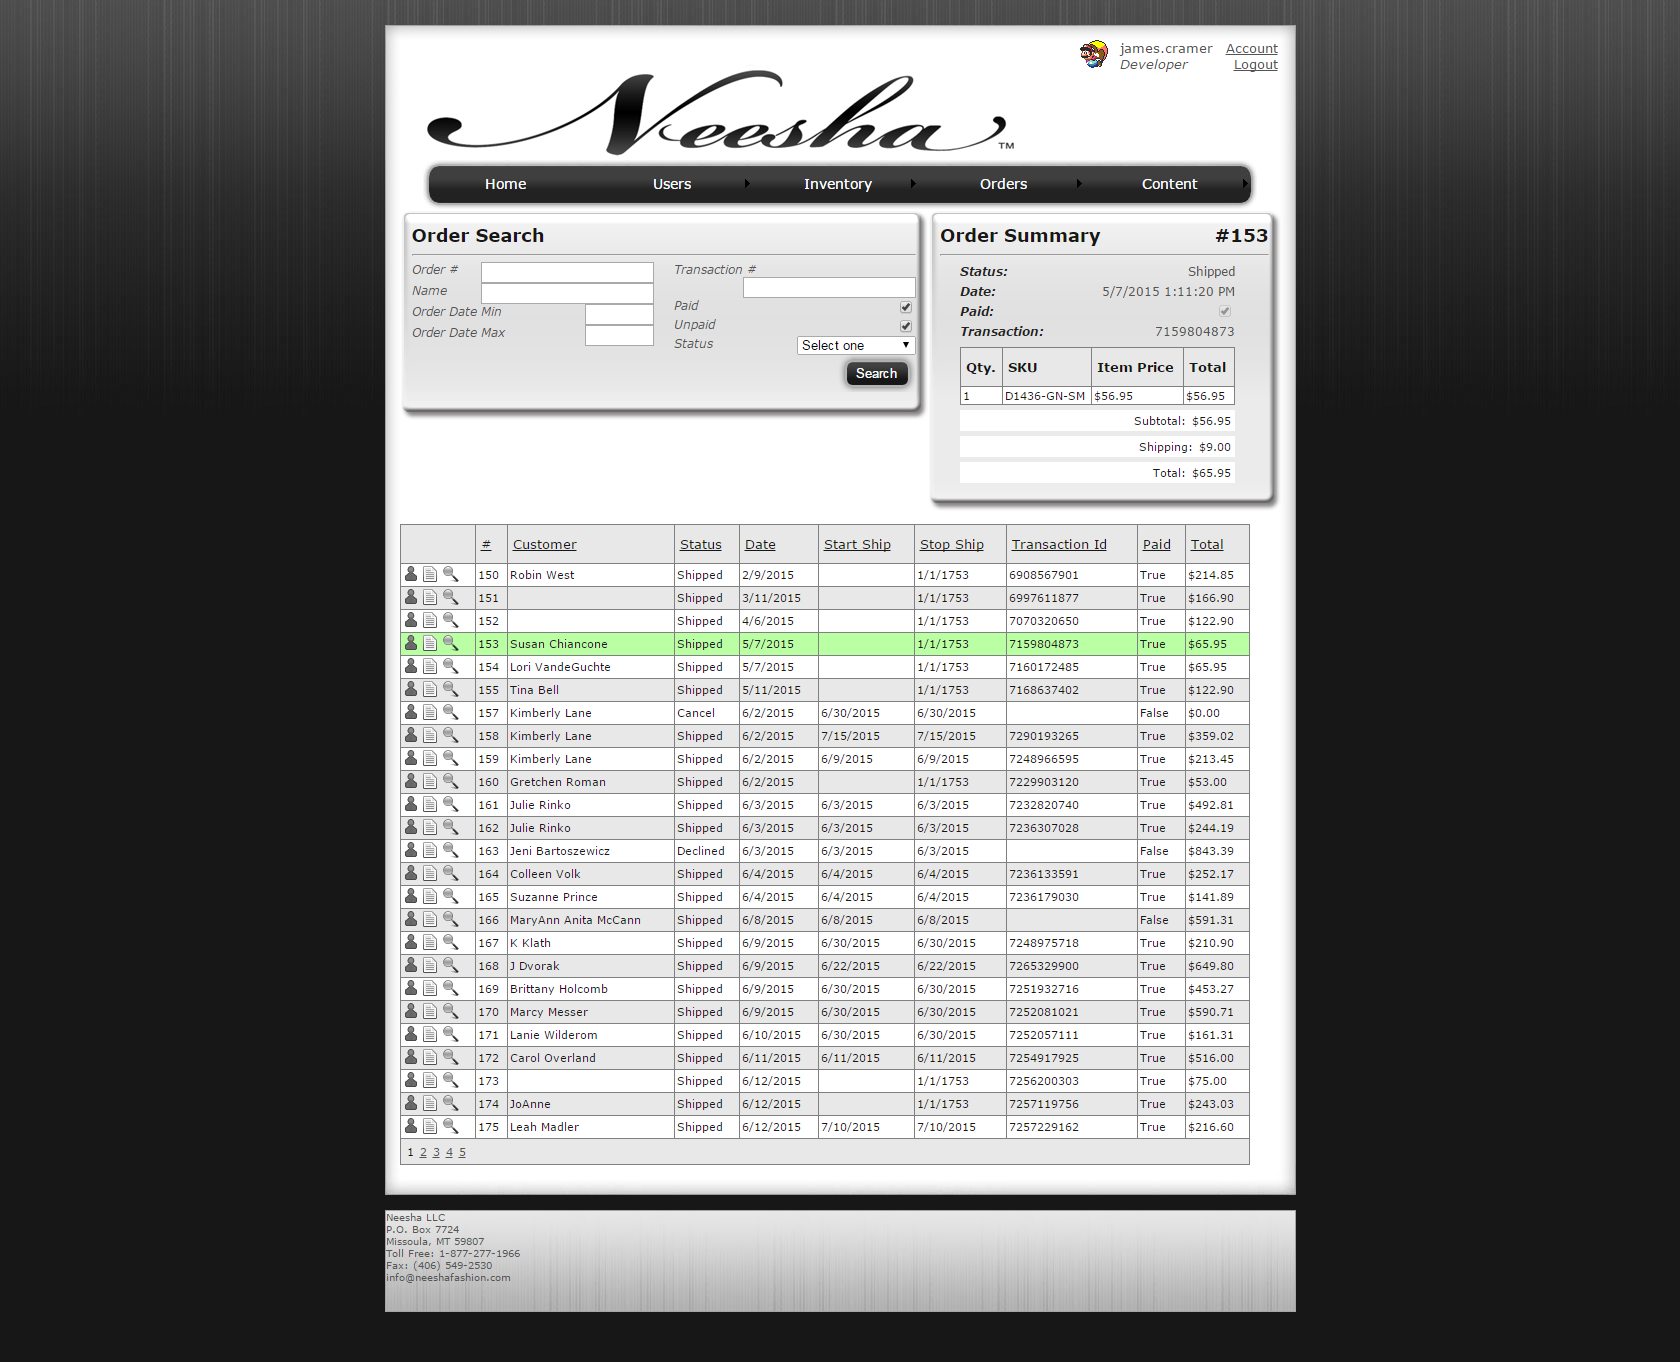 james.cramer Account
Developer Logout
Neesha™
Home Users Inventory Orders Content
Order Search
Order #
Name
Order Date Min
Order Date Max
Transaction #
Paid
Unpaid
Status Select one
Search
Order Summary #153
Status: Shipped
Date: 5/7/2015 1:11:20 PM
Paid:
Transaction: 7159804873
Qty. SKU Item Price Total
1 D1436-GN-SM $56.95 $56.95
Subtotal: $56.95
Shipping: $9.00
Total: $65.95
# Customer Status Date Start Ship Stop Ship Transaction Id Paid Total
150 Robin West Shipped 2/9/2015 1/1/1753 6908567901 True $214.85
151 Shipped 3/11/2015 1/1/1753 6997611877 True $166.90
152 Shipped 4/6/2015 1/1/1753 7070320650 True $122.90
153 Susan Chiancone Shipped 5/7/2015 1/1/1753 7159804873 True $65.95
154 Lori VandeGuchte Shipped 5/7/2015 1/1/1753 7160172485 True $65.95
155 Tina Bell Shipped 5/11/2015 1/1/1753 7168637402 True $122.90
157 Kimberly Lane Cancel 6/2/2015 6/30/2015 6/30/2015 False $0.00
158 Kimberly Lane Shipped 6/2/2015 7/15/2015 7/15/2015 7290193265 True $359.02
159 Kimberly Lane Shipped 6/2/2015 6/9/2015 6/9/2015 7248966595 True $213.45
160 Gretchen Roman Shipped 6/2/2015 1/1/1753 7229903120 True $53.00
161 Julie Rinko Shipped 6/3/2015 6/3/2015 6/3/2015 7232820740 True $492.81
162 Julie Rinko Shipped 6/3/2015 6/3/2015 6/3/2015 7236307028 True $244.19
163 Jeni Bartoszewicz Declined 6/3/2015 6/3/2015 6/3/2015 False $843.39
164 Colleen Volk Shipped 6/4/2015 6/4/2015 6/4/2015 7236133591 True $252.17
165 Suzanne Prince Shipped 6/4/2015 6/4/2015 6/4/2015 7236179030 True $141.89
166 MaryAnn Anita McCann Shipped 6/8/2015 6/8/2015 6/8/2015 False $591.31
167 K Klath Shipped 6/9/2015 6/30/2015 6/30/2015 7248975718 True $210.90
168 J Dvorak Shipped 6/9/2015 6/22/2015 6/22/2015 7265329900 True $649.80
169 Brittany Holcomb Shipped 6/9/2015 6/30/2015 6/30/2015 7251932716 True $453.27
170 Marcy Messer Shipped 6/9/2015 6/30/2015 6/30/2015 7252081021 True $590.71
171 Lanie Wilderom Shipped 6/10/2015 6/30/2015 6/30/2015 7252057111 True $161.31
172 Carol Overland Shipped 6/11/2015 6/11/2015 6/11/2015 7254917925 True $516.00
173 Shipped 6/12/2015 1/1/1753 7256200303 True $75.00
174 JoAnne Shipped 6/12/2015 1/1/1753 7257119756 True $243.03
175 Leah Madler Shipped 6/12/2015 7/10/2015 7/10/2015 7257229162 True $216.60
1 2 3 4 5
Neesha LLC
P.O. Box 7724
Missoula, MT 59807
Toll Free: 1-877-277-1966
Fax: (406) 549-2530
info@neeshafashion.com